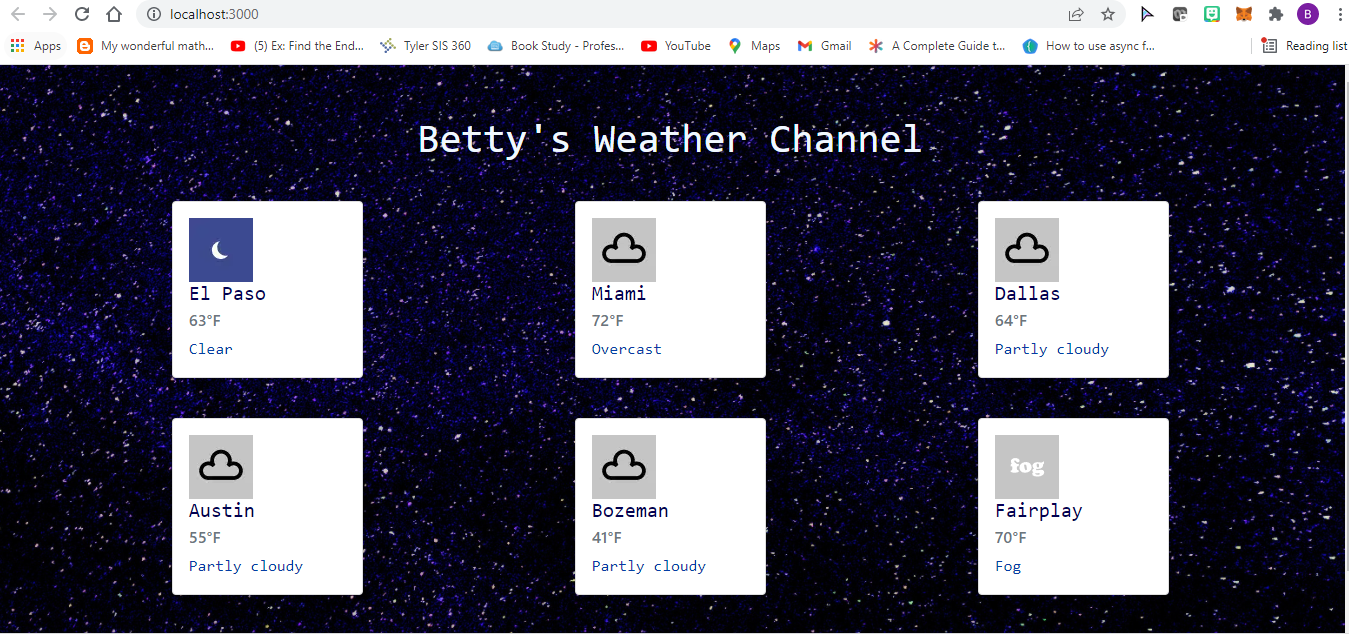 localhost:3000
B
Apps
My wonderful math...
(5) Ex: Find the End...
Tyler SIS 360
Book Study - Profes...
YouTube
Maps
Gmail
A Complete Guide t...
How to use async f...
Reading list
Betty's Weather Channel
El Paso
63°F
Clear
Miami
72°F
Overcast
Dallas
64°F
Partly cloudy
Austin
55°F
Partly cloudy
Bozeman
41°F
Partly cloudy
fog
Fairplay
70°F
Fog